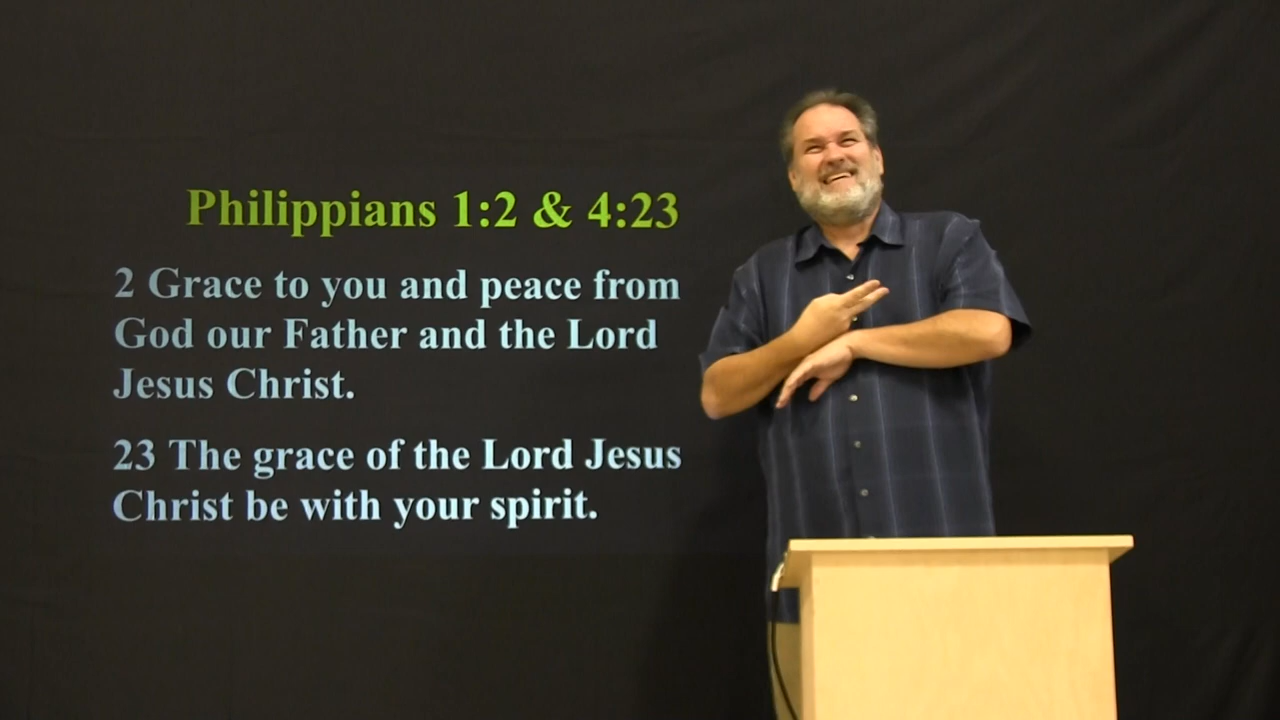 Philippians 1:2 & 4:23
2 Grace to you and peace from
God our Father and the Lord
Jesus Christ.
23 The grace of the Lord Jesus
Christ be with your spirit.